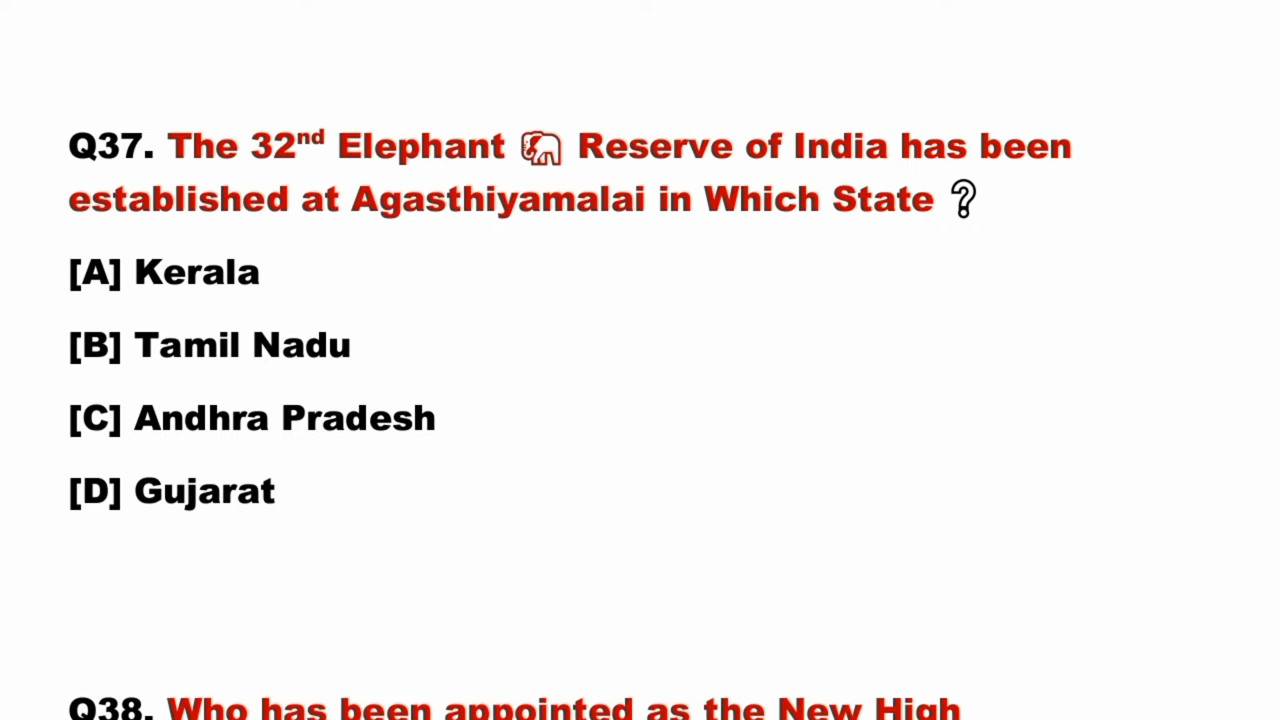 Q37. The 32nd Elephant 🐘 Reserve of India has been
established at Agasthiyamalai in Which State ?
[A] Kerala
[B] Tamil Nadu
[C] Andhra Pradesh
[D] Gujarat
Q38. Who has been appointed as the New High